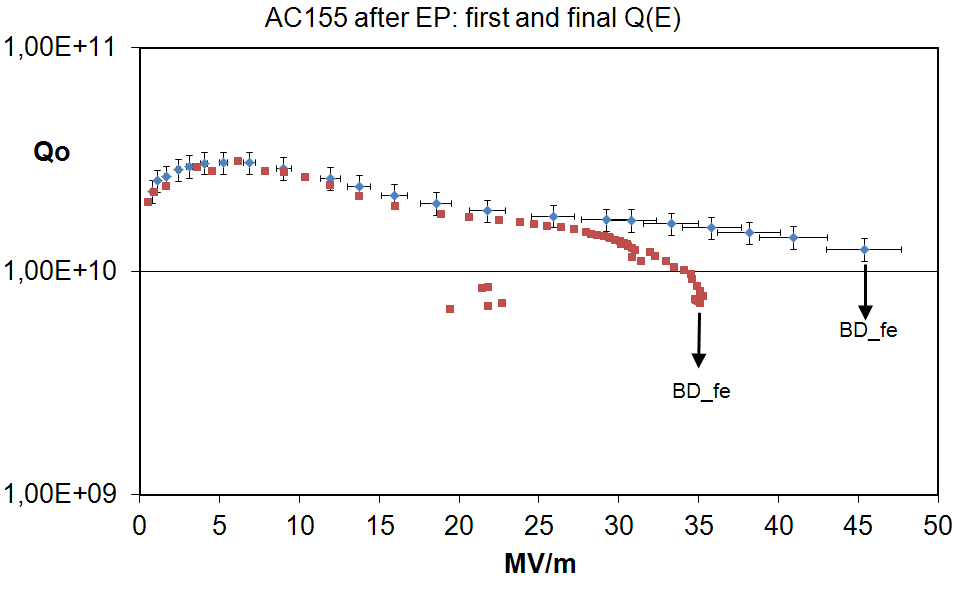 AC155 after EP: first and final Q(E)
1,00E+11
Qo
1,00E+10
BD_fe
BD_fe
1,00E+09
0 5 10 15 20 25 30 35 40 45 50
MV/m